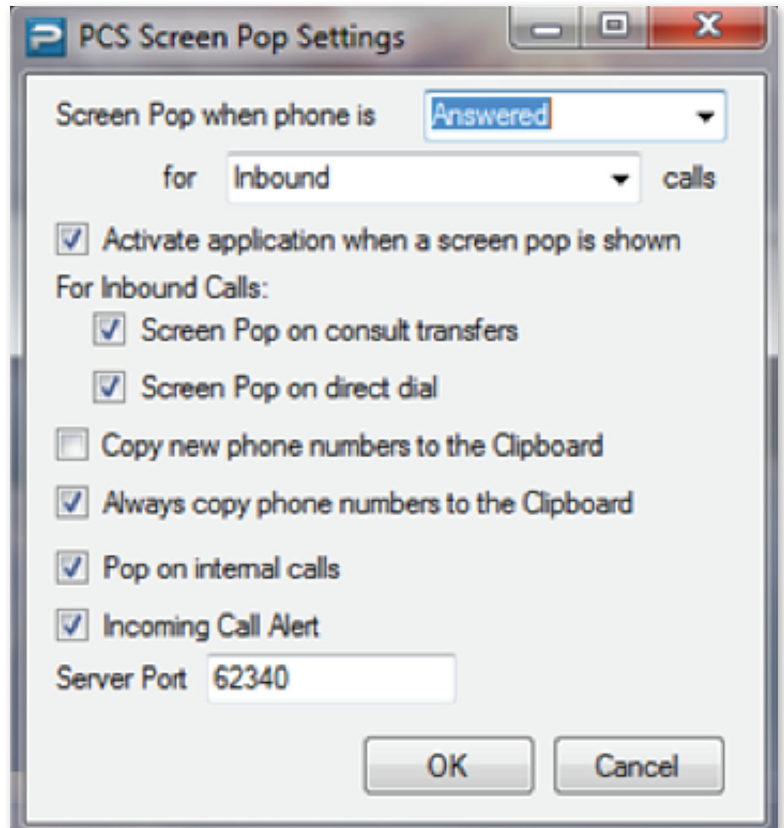 PCS Screen Pop Settings
Screen Pop when phone is Answered
for Inbound calls
Activate application when a screen pop is shown
For Inbound Calls:
Screen Pop on consult transfers
Screen Pop on direct dial
Copy new phone numbers to the Clipboard
Always copy phone numbers to the Clipboard
Pop on internal calls
Incoming Call Alert
Server Port 62340
OK Cancel